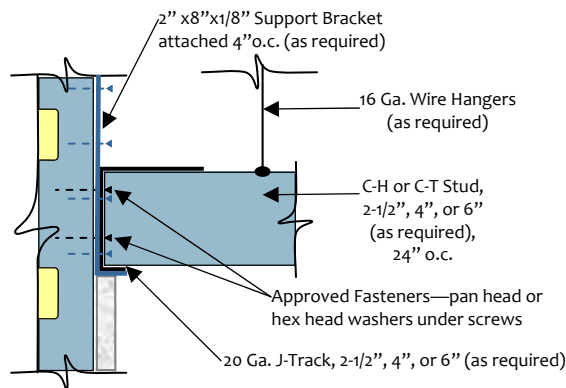 2” x8”x1/8” Support Bracket
attached 4”o.c. (as required)
16 Ga. Wire Hangers
(as required)
C-H or C-T Stud,
2-1/2”, 4”, or 6”
(as required),
24” o.c.
Approved Fasteners—pan head or
hex head washers under screws
20 Ga. J-Track, 2-1/2”, 4”, or 6” (as required)